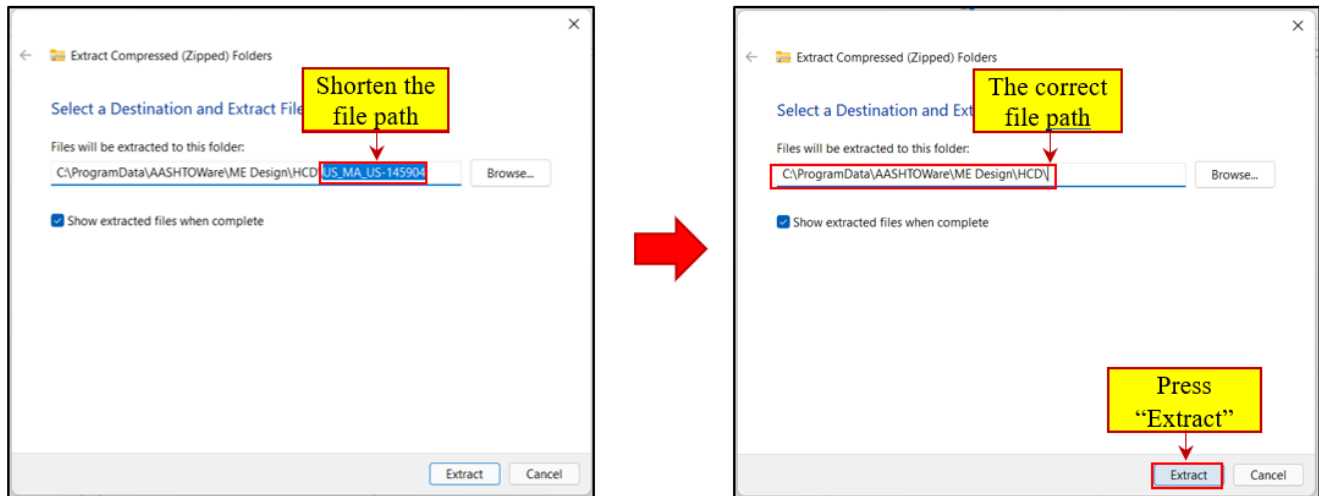 Extract Compressed (Zipped) Folders
Shorten the
file path
Select a Destination and Extract File
Files will be extracted to this folder:
C:\ProgramData\AASHTOWare\ME Design\HCD\US_MA_US-145904
Browse...
Show extracted files when complete
Extract
Cancel
Extract Compressed (Zipped) Folders
The correct
file path
Select a Destination and Ext
Files will be extracted to this folder:
C:\ProgramData\AASHTOWare\ME Design\HCD\
Browse...
Show extracted files when complete
Press
“Extract”
Extract
Cancel